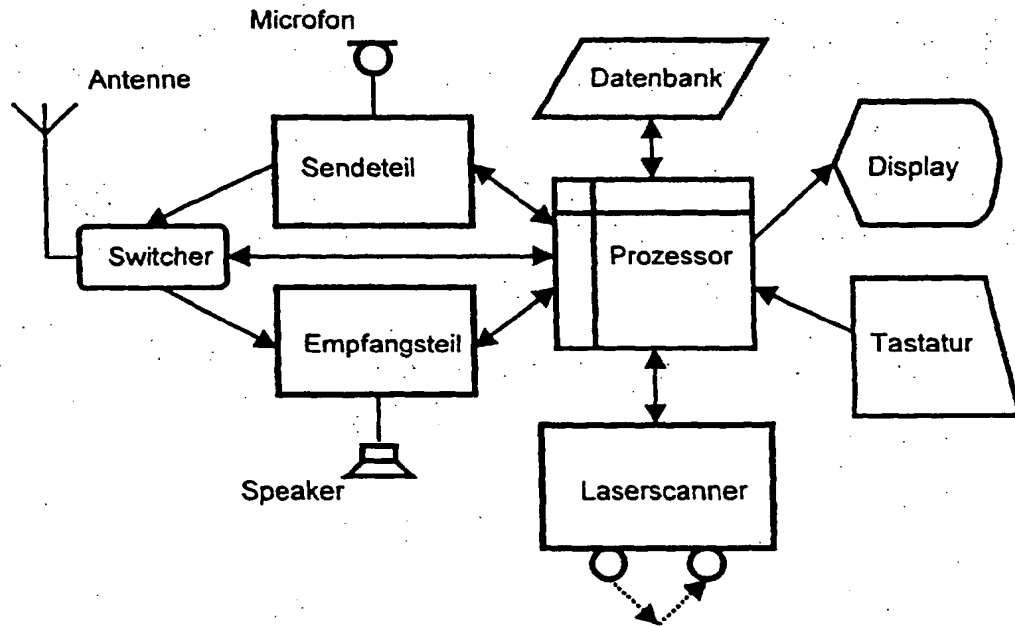 Microfon
Antenne
Datenbank
Sendeteil
Display
Switcher
Prozessor
Empfangsteil
Tastatur
Speaker
Laserscanner